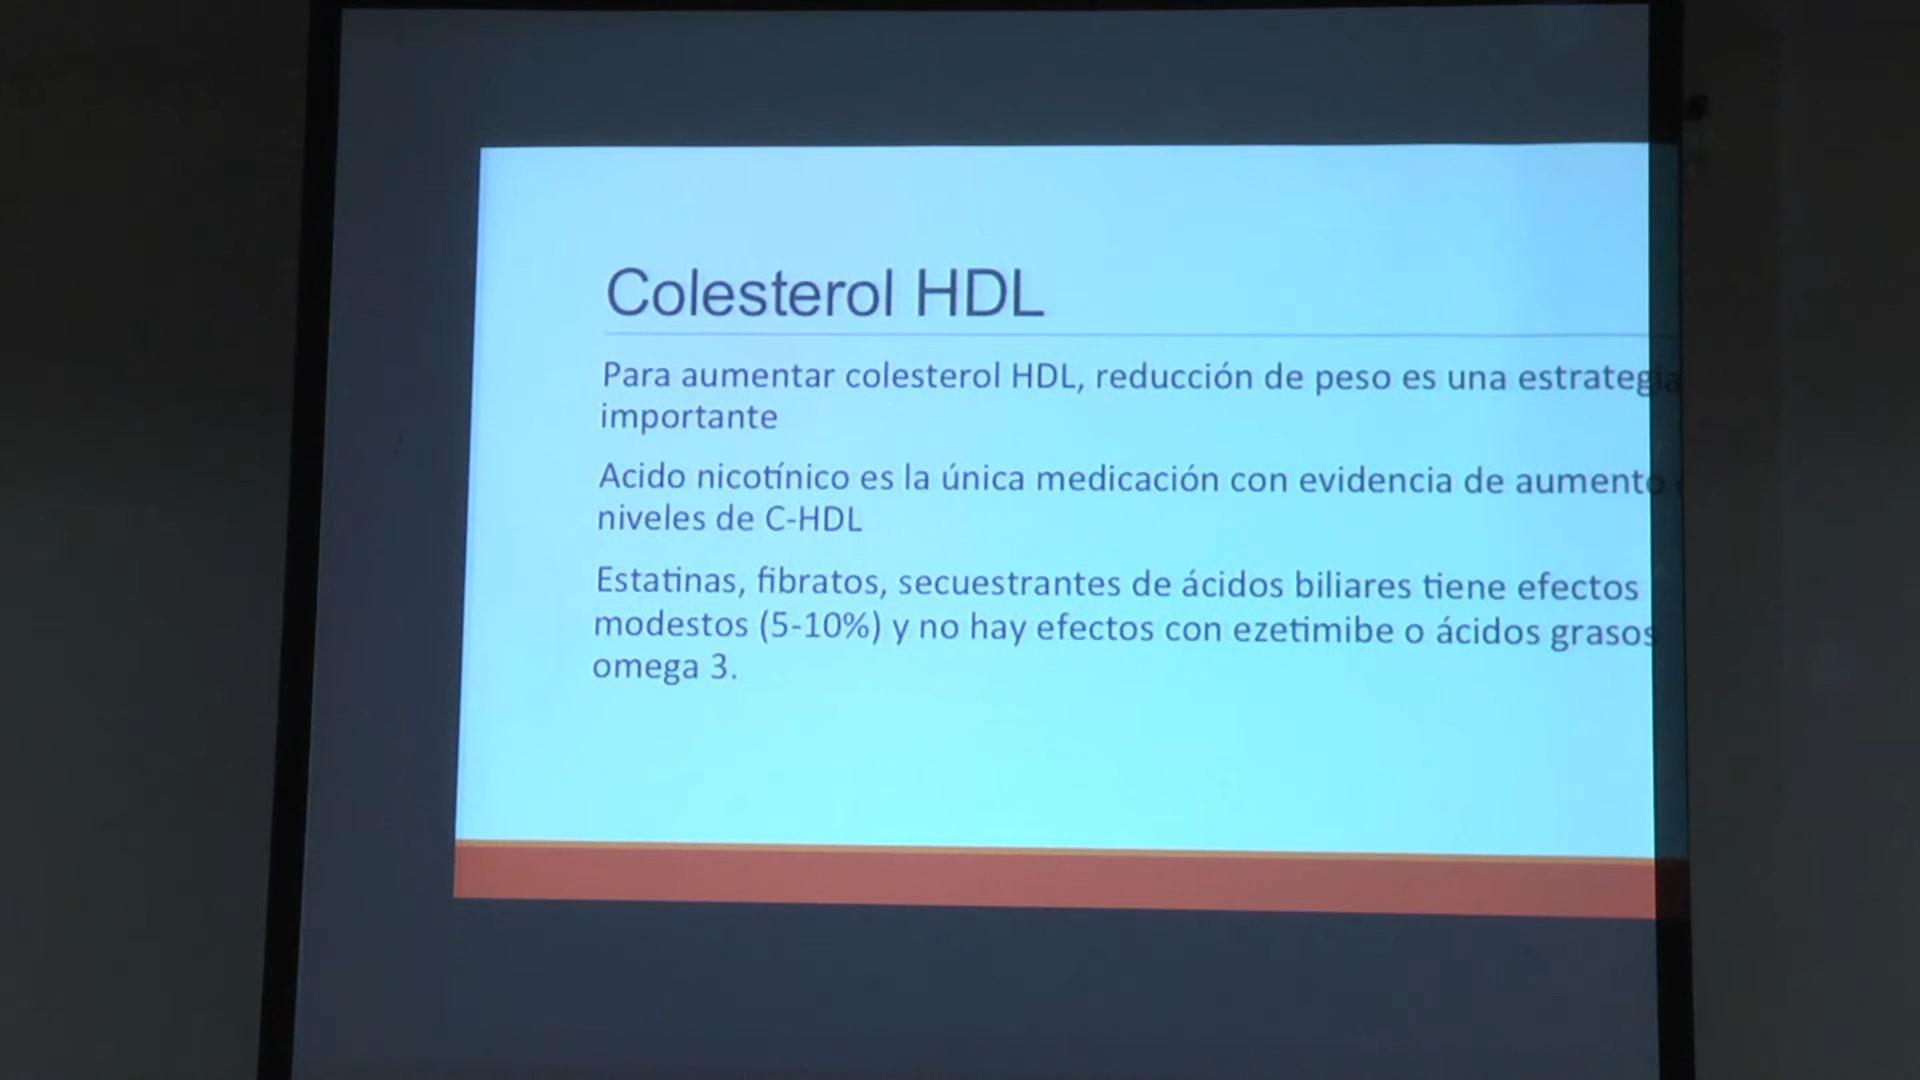 Colesterol HDL
Para aumentar colesterol HDL, reducción de peso es una estrategia
importante
Acido nicotínico es la única medicación con evidencia de aumento
niveles de C-HDL
Estatinas, fibratos, secuestrantes de ácidos biliares tiene efectos
modestos (5-10%) y no hay efectos con ezetimibe o ácidos grasos
omega 3.